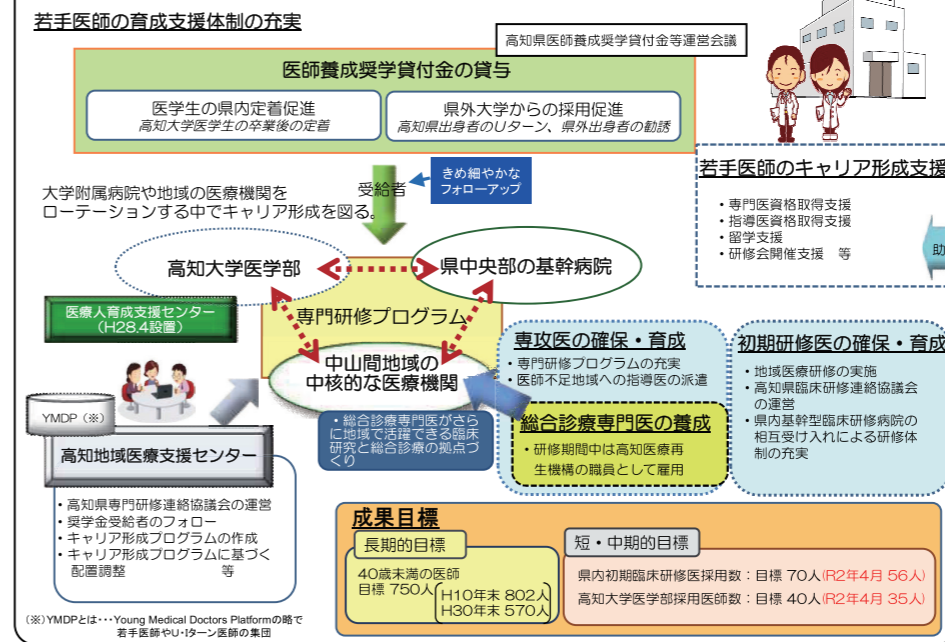 若手医師の育成支援体制の充実
高知県医師養成奨学貸付金等運営会議
医師養成奨学貸付金の貸与
医学生の県内定着促進
高知大学医学生の卒業後の定着
県外大学からの採用促進
高知県出身者のUターン、県外出身者の勧誘
大学附属病院や地域の医療機関を
ローテーションする中でキャリア形成を図る。
受給者
きめ細やかな
フォローアップ
若手医師のキャリア形成支援
・専門医資格取得支援
・指導医資格取得支援
・留学支援
・研修会開催支援 等
助
高知大学医学部
県中央部の基幹病院
専門研修プログラム
中山間地域の
中核的な医療機関
医療人育成支援センター
(H28.4設置)
YMDP(※)
高知地域医療支援センター
・高知県専門研修連絡協議会の運営
・奨学金受給者のフォロー
・キャリア形成プログラムの作成
・キャリア形成プログラムに基づく
配置調整 等
(※)YMDPとは・・・Young Medical Doctors Platformの略で
若手医師やU・Iターン医師の集団
・総合診療専門医がさら
に地域で活躍できる臨床
研究と総合診療の拠点づ
くり
専攻医の確保・育成
・専門研修プログラムの充実
・医師不足地域への指導医の派遣
総合診療専門医の養成
・研修期間中は高知医療再
生機構の職員として雇用
初期研修医の確保・育成
・地域医療研修の実施
・高知県臨床研修連絡協議会
の運営
・県内基幹型臨床研修病院の
相互受け入れによる研修体
制の充実
成果目標
長期的目標
40歳未満の医師
目標 750人
H10年末 802人
H30年末 570人
短・中期的目標
県内初期臨床研修医採用数:目標 70人(R2年4月 56人)
高知大学医学部採用医師数:目標 40人(R2年4月 35人)